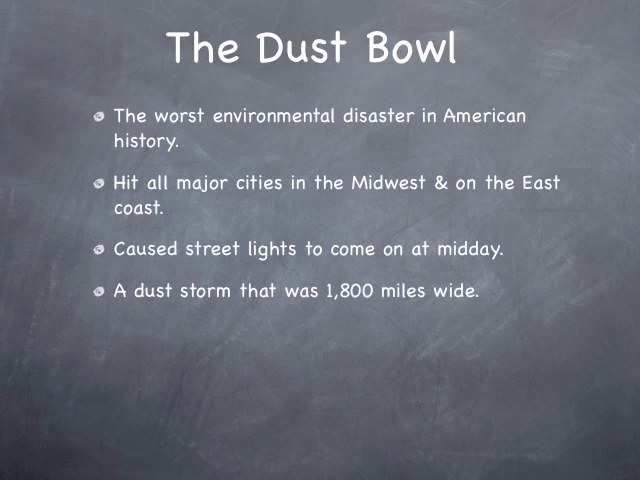 The Dust Bowl
The worst environmental disaster in American
history.
Hit all major cities in the Midwest & on the East
coast.
Caused street lights to come on at midday.
A dust storm that was 1,800 miles wide.